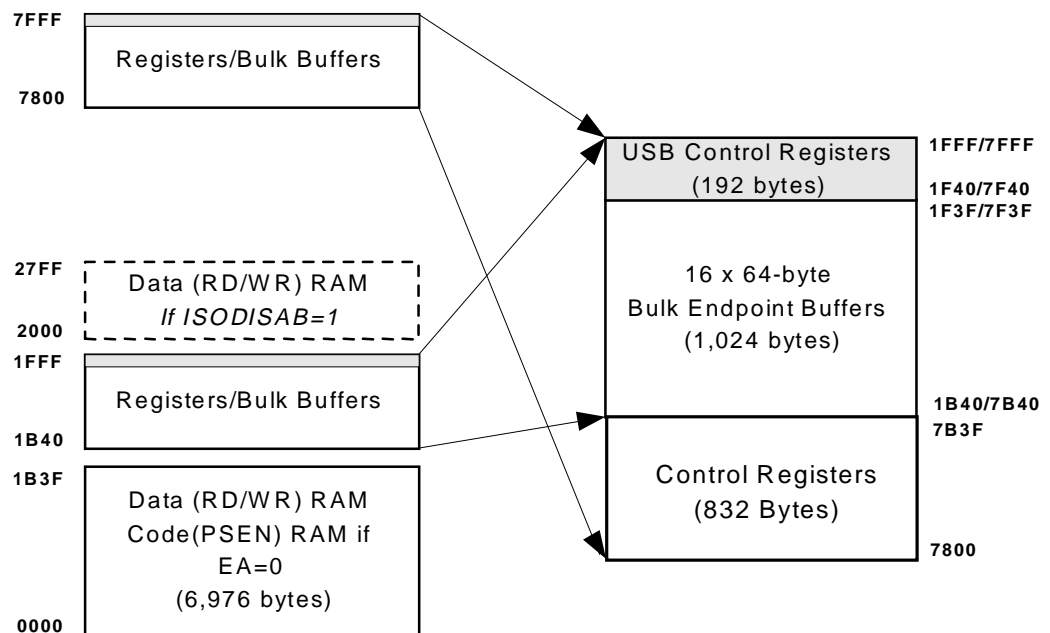 7FFF
Registers/Bulk Buffers
7800
27FF
Data (RD/WR) RAM
If ISODISAB=1
2000
1FFF
Registers/Bulk Buffers
1B40
1B3F
Data (RD/WR) RAM
Code(PSEN) RAM if
EA=0
(6,976 bytes)
0000
USB Control Registers
(192 bytes)
1FFF/7FFF
1F40/7F40
1F3F/7F3F
16 x 64-byte
Bulk Endpoint Buffers
(1,024 bytes)
1B40/7B40
7B3F
Control Registers
(832 Bytes)
7800